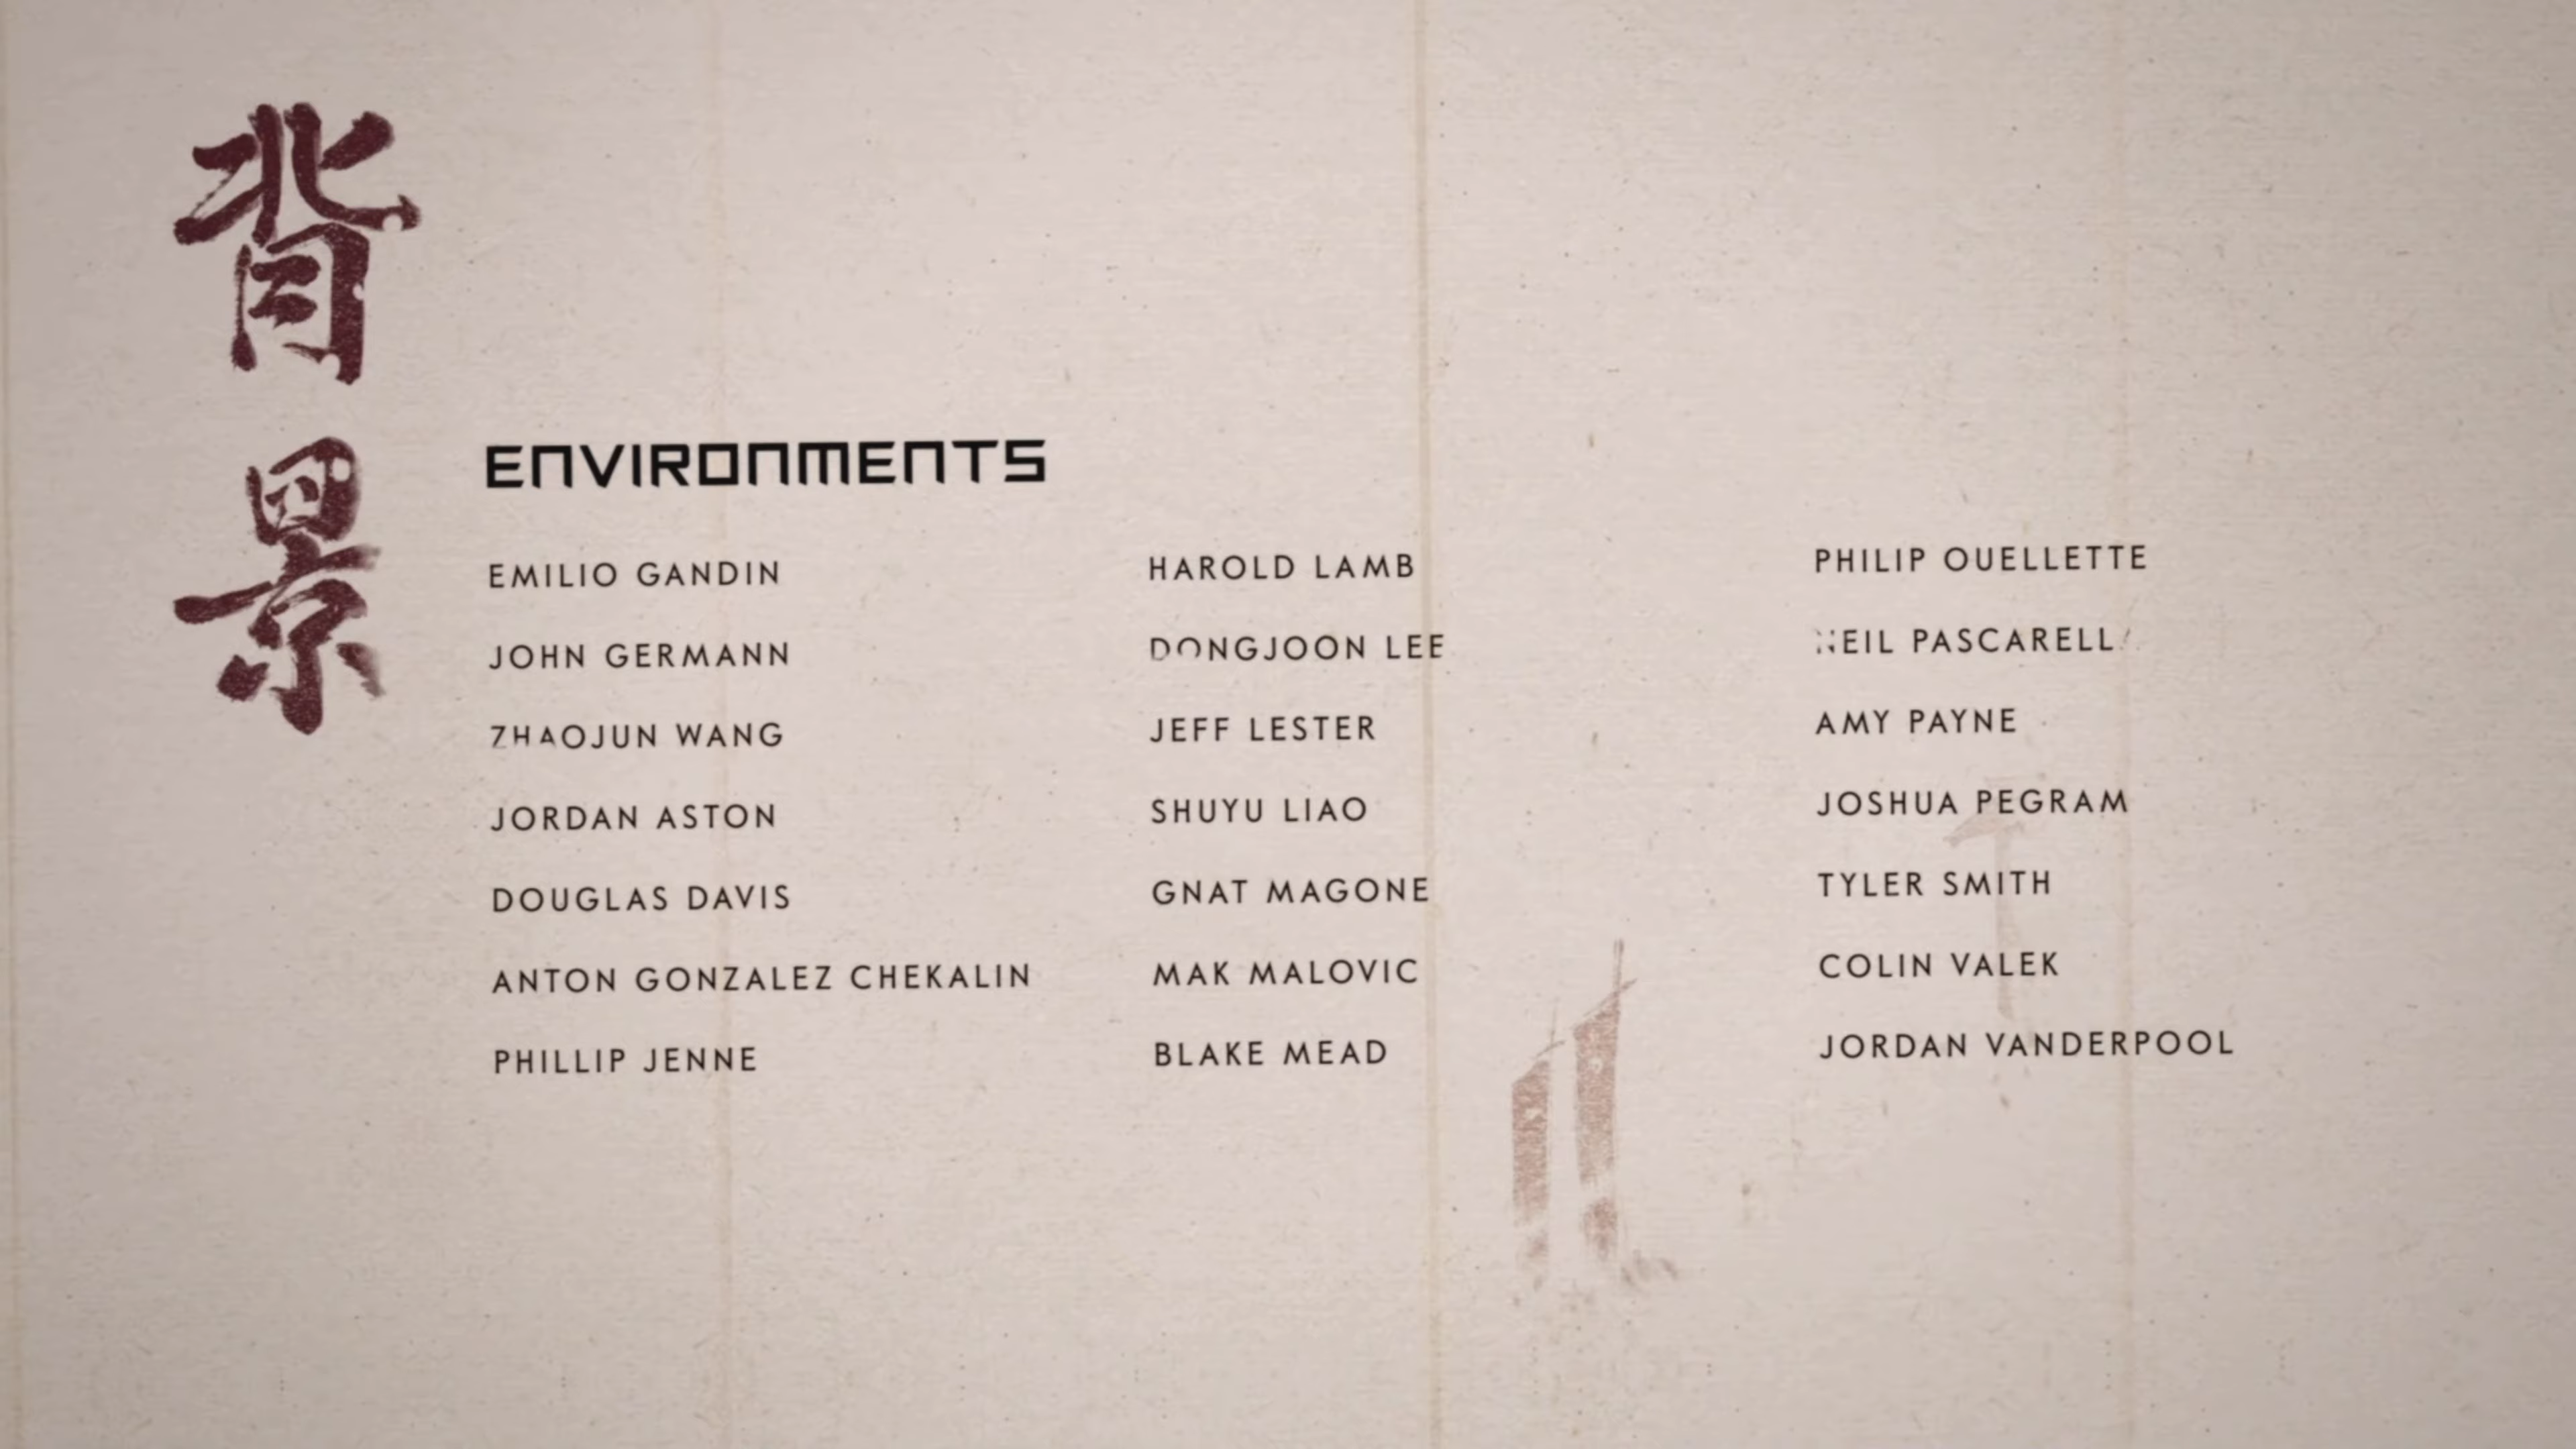 背景
ENVIRONMENTS
EMILIO GANDIN
JOHN GERMANN
ZHAOJUN WANG
JORDAN ASTON
DOUGLAS DAVIS
ANTON GONZALEZ CHEKALIN
PHILLIP JENNE
HAROLD LAMB
DONGJOON LEE
JEFF LESTER
SHUYU LIAO
GNAT MAGONE
MAK MALOVIC
BLAKE MEAD
PHILIP OUELLETTE
NEIL
AMY PAYNE
JOSHUA PEGRAM
TYLER SMITH
COLIN VALEK
JORDAN VANDERPOOL